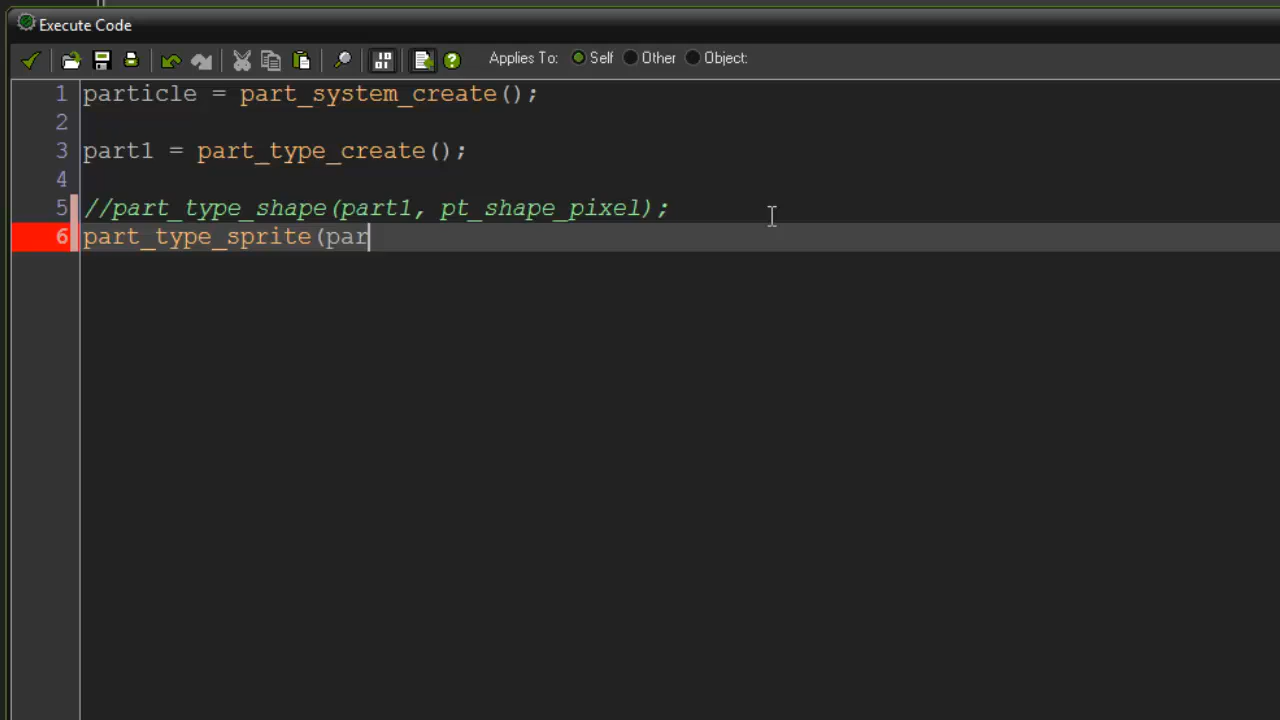 Execute Code
Applies To: Self Other Object:
1 particle = part_system_create();
2
3 part1 = part_type_create();
4
5 //part_type_shape(part1, pt_shape_pixel);
6 part_type_sprite(par